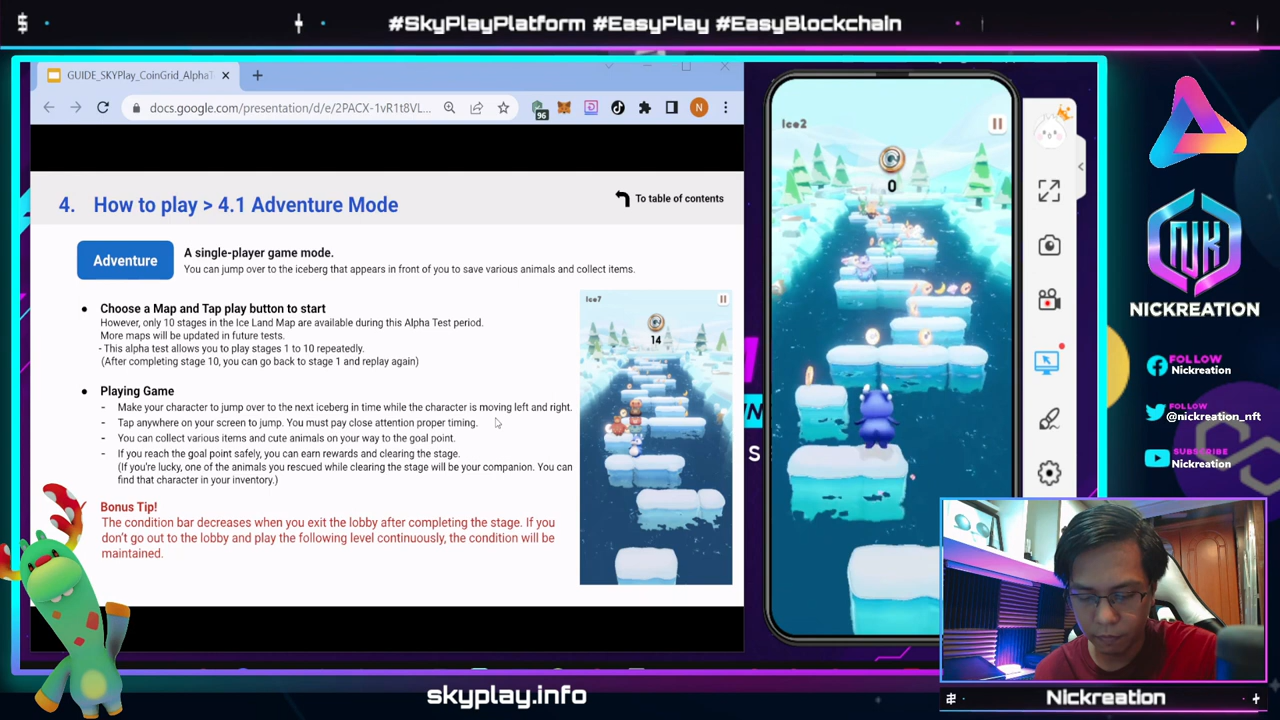 #SkyPlayPlatform #EasyPlay #EasyBlockchain
GUIDE_SKYPlay_CoinGrid_AlphaT
docs.google.com/presentation/d/e/2PACX-1vR1t8VL...
96
N
4. How to play > 4.1 Adventure Mode
To table of contents
Adventure
A single-player game mode.
You can jump over to the iceberg that appears in front of you to save various animals and collect items.
● Choose a Map and Tap play button to start
However, only 10 stages in the Ice Land Map are available during this Alpha Test period.
More maps will be updated in future tests.
- This alpha test allows you to play stages 1 to 10 repeatedly.
(After completing stage 10, you can go back to stage 1 and replay again)
● Playing Game
- Make your character to jump over to the next iceberg in time while the character is moving left and right.
- Tap anywhere on your screen to jump. You must pay close attention proper timing.
- You can collect various items and cute animals on your way to the goal point.
- If you reach the goal point safely, you can earn rewards and clearing the stage.
(If you're lucky, one of the animals you rescued while clearing the stage will be your companion. You can
find that character in your inventory.)
Bonus Tip!
The condition bar decreases when you exit the lobby after completing the stage. If you
don't go out to the lobby and play the following level continuously, the condition will be
maintained.
Ice7
14
Ice2
0
NICKREATION
FOLLOW
Nickreation
FOLLOW
@nickreation_nft
SUBSCRIBE
Nickreation
skyplay.info
Nickreation